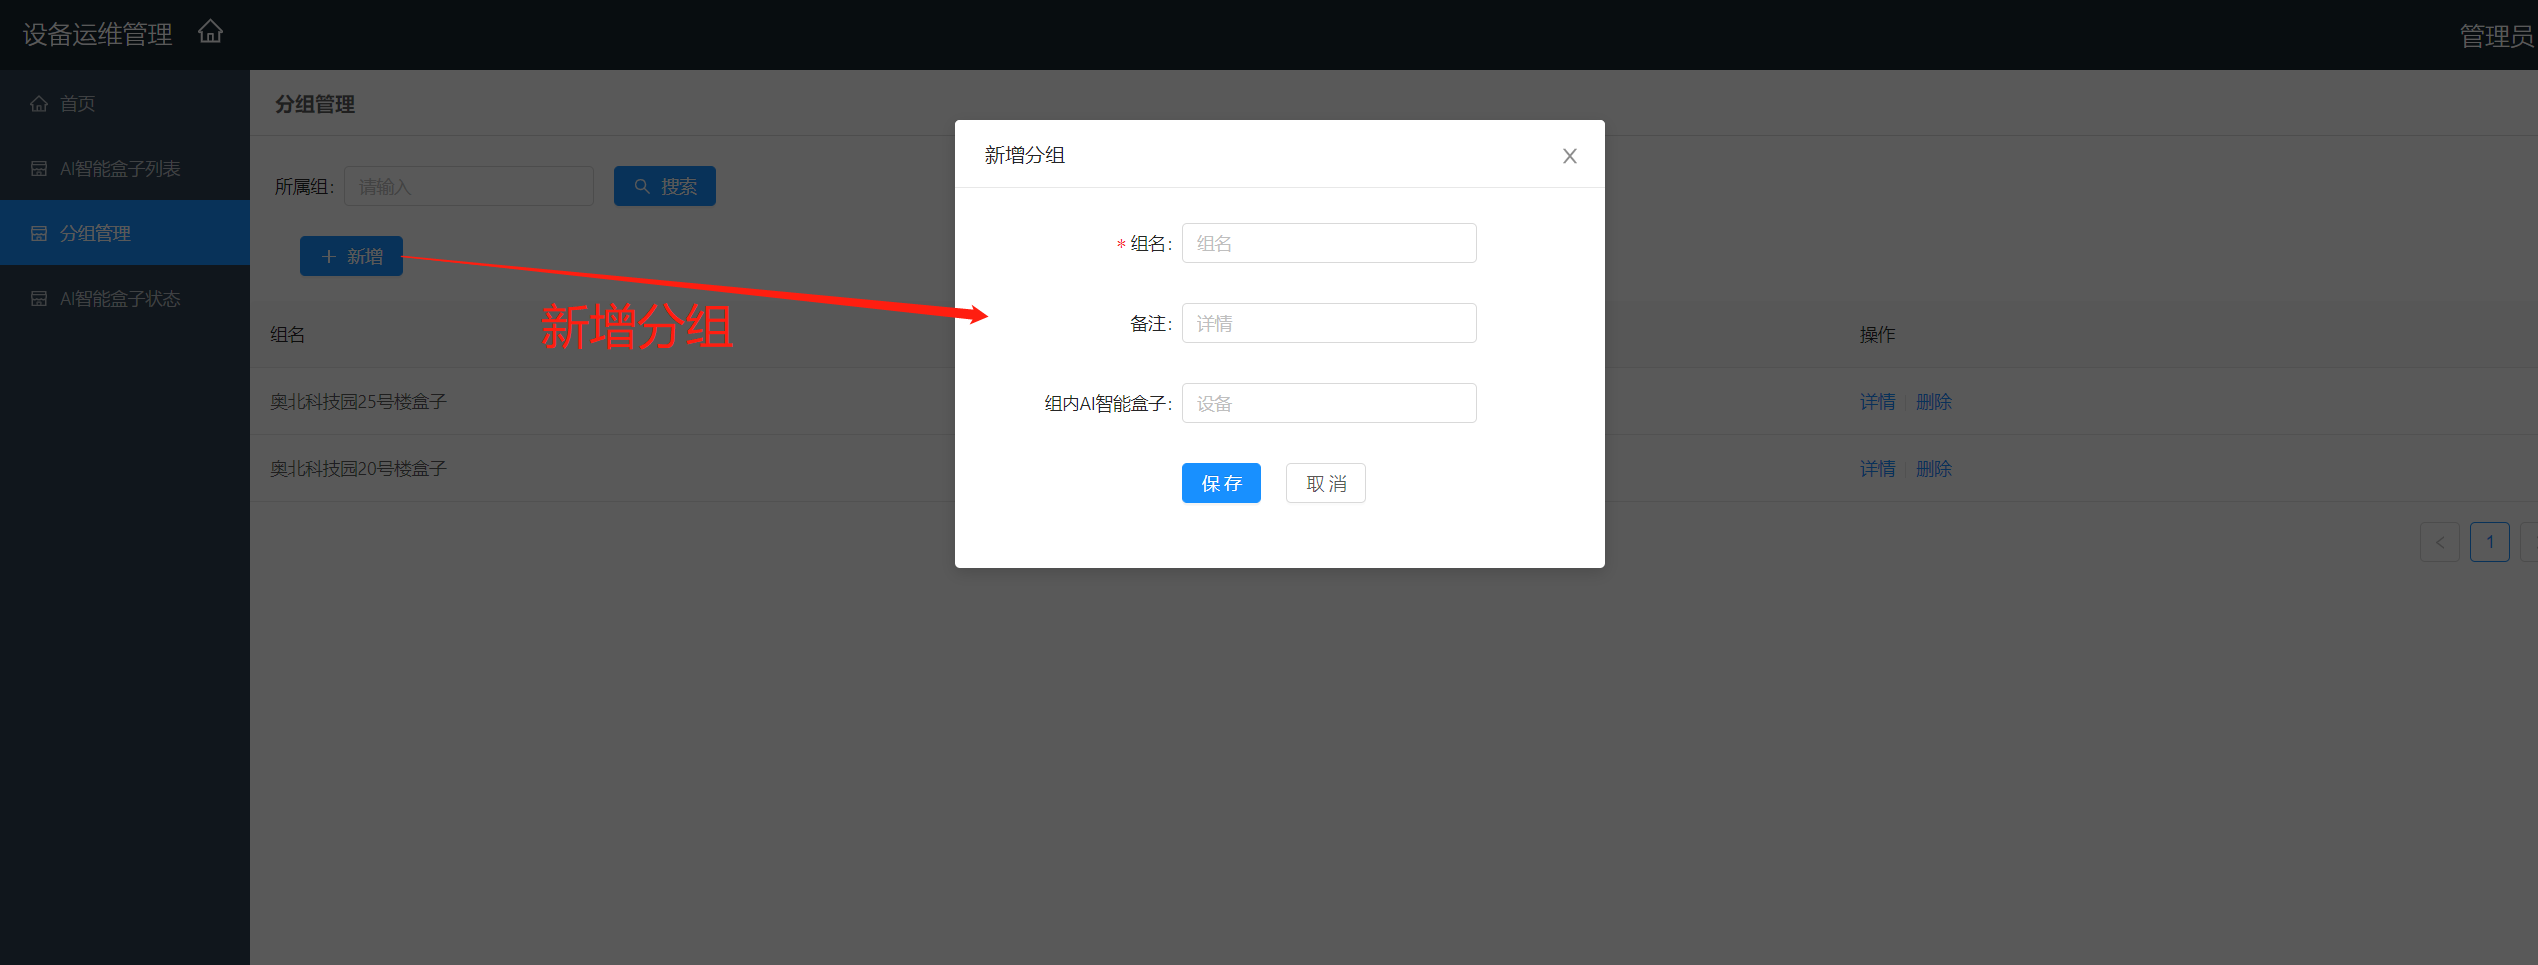 设备运维管理
管理员
首页
AI智能盒子列表
分组管理
AI智能盒子状态
分组管理
所属组: 请输入 搜索
新增
新增分组
组名 操作
奥北科技园25号楼盒子 详情 删除
奥北科技园20号楼盒子 详情 删除
1
新增分组
* 组名: 组名
备注: 详情
组内AI智能盒子: 设备
保存 取消